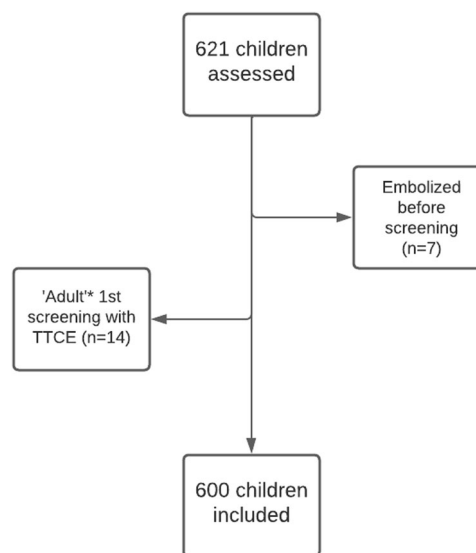 621 children
assessed
Embolized
before
screening
(n=7)
'Adult'* 1st
screening with
TTCE (n=14)
600 children
included